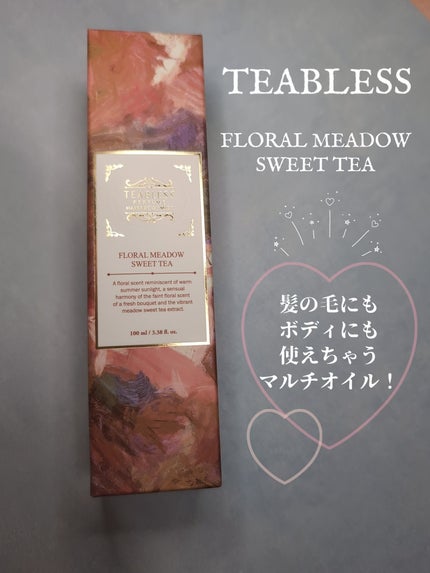 TEABLESS
FLORAL MEADOW
SWEET TEA
髪の毛にも
ボディにも
使えちゃう
マルチオイル！
TEABLESS
PERFUME
FLORAL MEADOW
SWEET TEA
A floral scent reminiscent of warm
summer sunlight, a sensual
harmony of the faint floral scent
of a fresh bouquet and the vibrant
meadow sweet tea extract.
100 ml / 3.38 fl. oz.